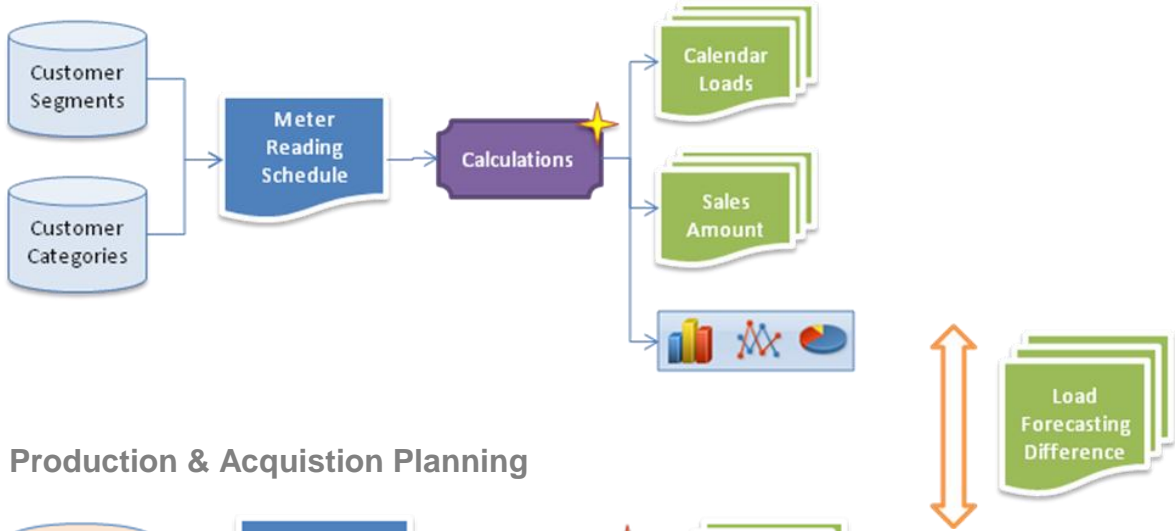 Customer
Segments
Customer
Categories
Meter
Reading
Schedule
Calculations
Calendar
Loads
Sales
Amount
Load
Forecasting
Difference
Production & Acquistion Planning